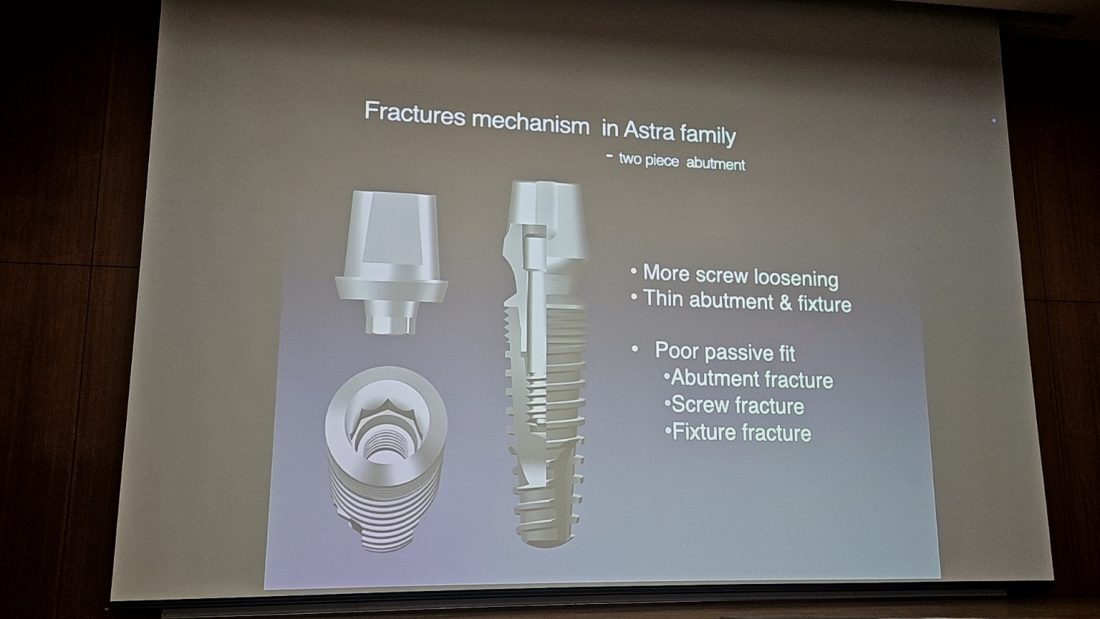 Fractures mechanism in Astra family
- two piece abutment
• More screw loosening
• Thin abutment & fixture
• Poor passive fit
•Abutment fracture
•Screw fracture
•Fixture fracture